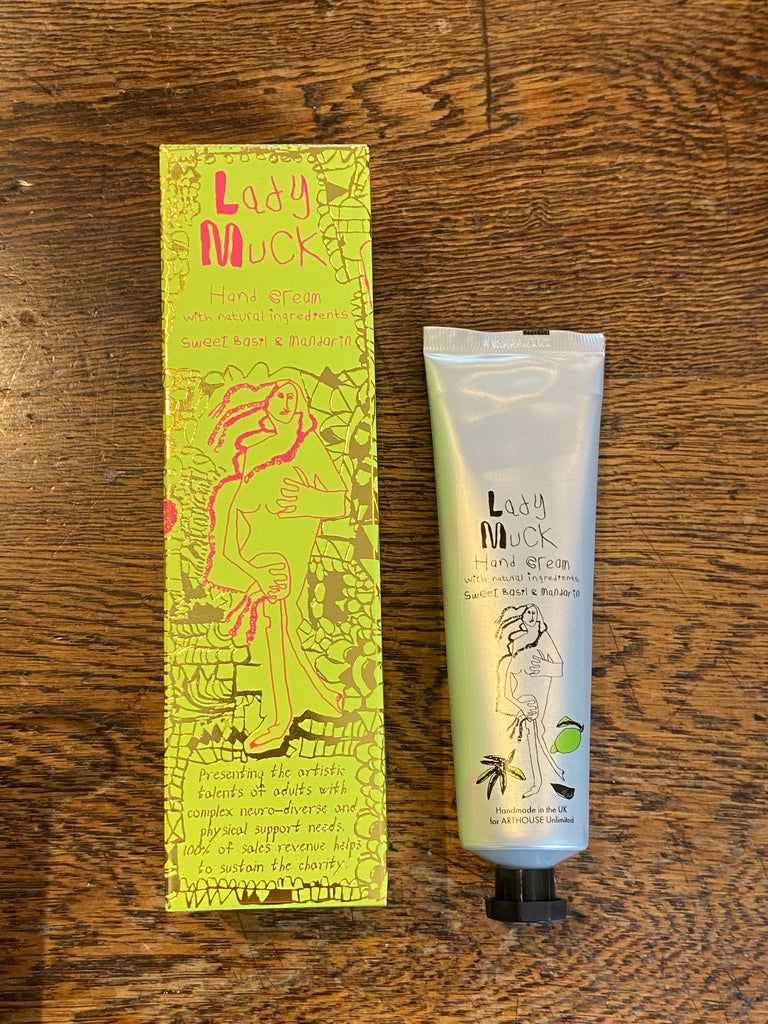 Lady
Muck
Hand Cream
with natural ingredients
Sweet Basil & Mandarin
Presenting the artistic
talents of adults with
complex neuro-diverse and
physical support needs.
100% of sales revenue helps
to sustain the charity.
Lady
Muck
Hand Cream
with natural ingredients
Sweet Basil & Mandarin
Handmade in the UK
for ARTHOUSE Unlimited